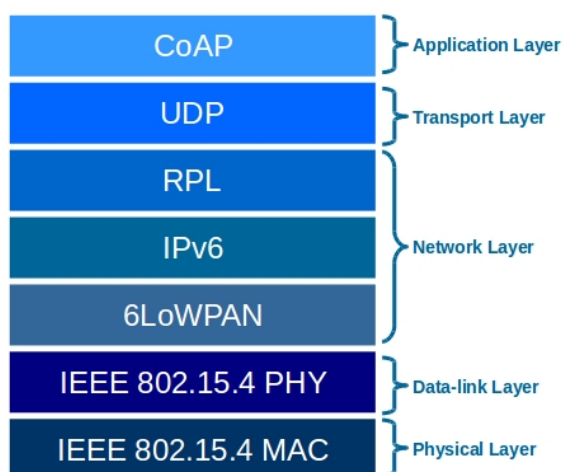 CoAP
Application Layer
UDP
Transport Layer
RPL
IPv6
Network Layer
6LoWPAN
IEEE 802.15.4 PHY
Data-link Layer
IEEE 802.15.4 MAC
Physical Layer